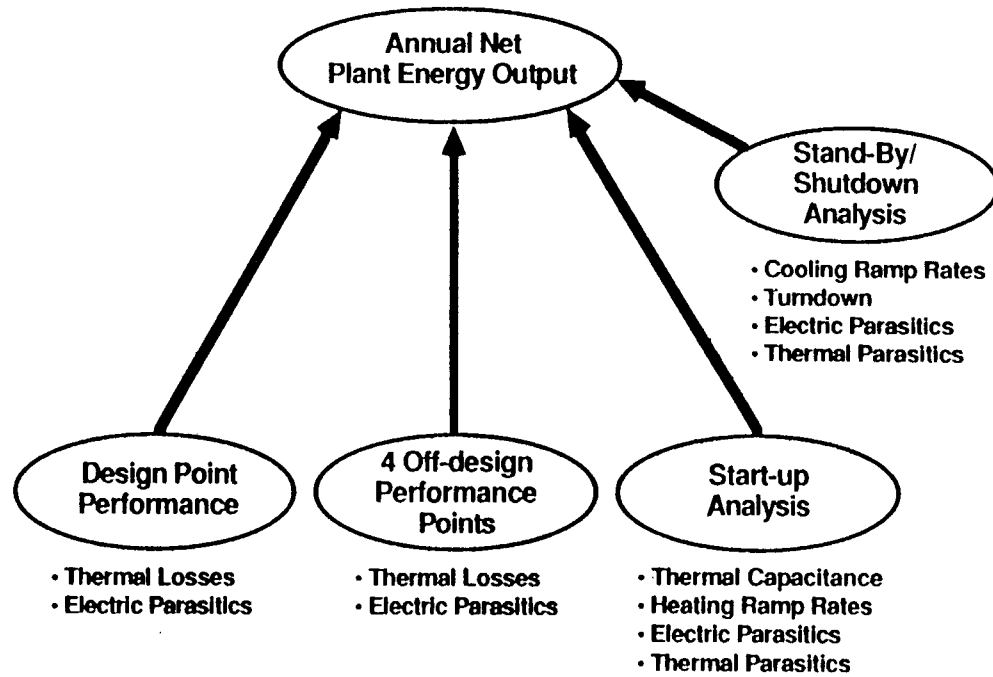 Annual Net
Plant Energy Output
Stand-By/
Shutdown
Analysis
• Cooling Ramp Rates
• Turndown
• Electric Parasitics
• Thermal Parasitics
Design Point
Performance
• Thermal Losses
• Electric Parasitics
4 Off-design
Performance
Points
• Thermal Losses
• Electric Parasitics
Start-up
Analysis
• Thermal Capacitance
• Heating Ramp Rates
• Electric Parasitics
• Thermal Parasitics